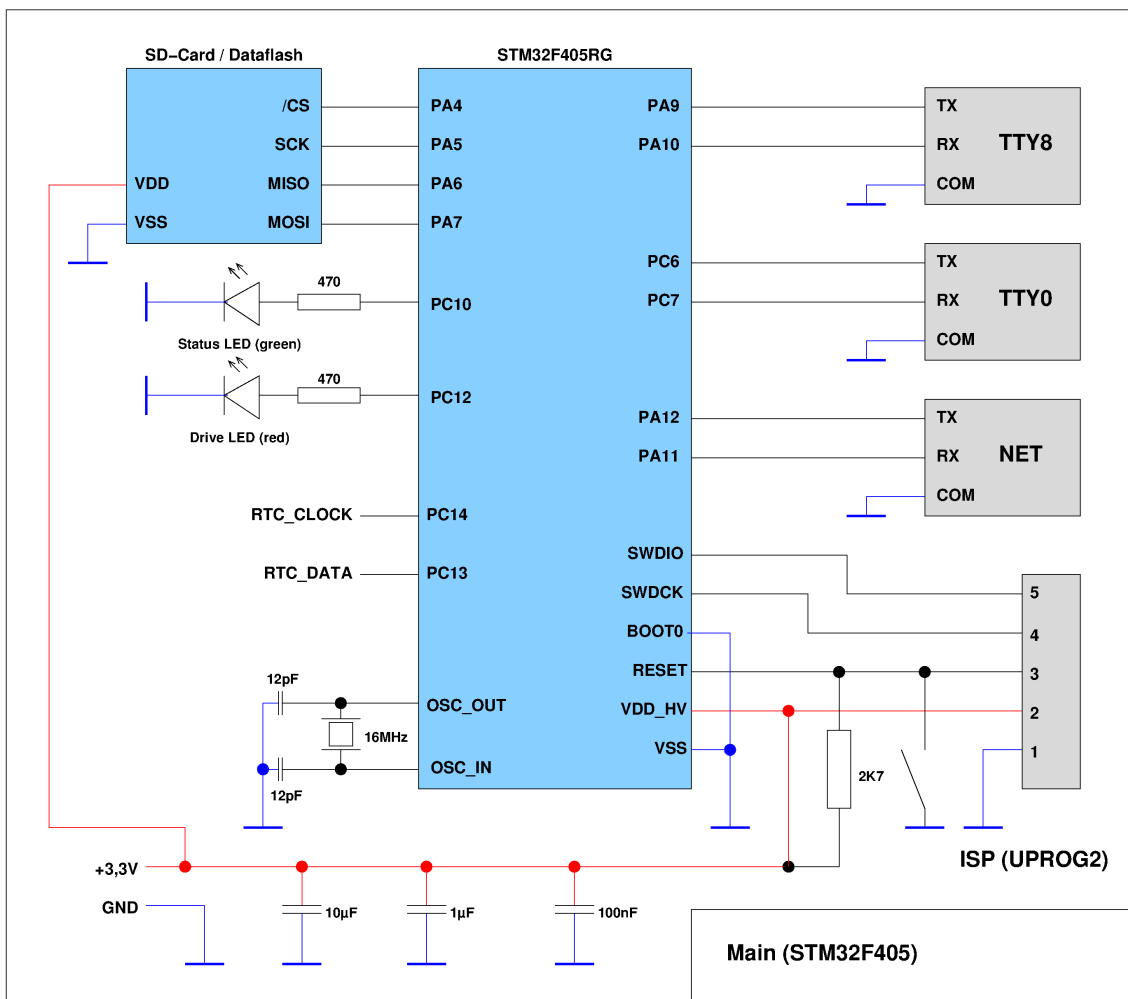 SD-Card / Dataflash
STM32F405RG
/CS
SCK
VDD
MISO
VSS
MOSI
PA4
PA5
PA6
PA7
PC10
PC12
PC14
PC13
OSC_OUT
OSC_IN
PA9
PA10
PC6
PC7
PA12
PA11
SWDIO
SWDCK
BOOT0
RESET
VDD_HV
VSS
TX
RX
TTY8
COM
TX
RX
TTY0
COM
TX
RX
NET
COM
470
Status LED (green)
470
Drive LED (red)
RTC_CLOCK
RTC_DATA
12pF
16MHz
12pF
5
4
3
2
1
2K7
ISP (UPROG2)
+3,3V
GND
10µF
1µF
100nF
Main (STM32F405)